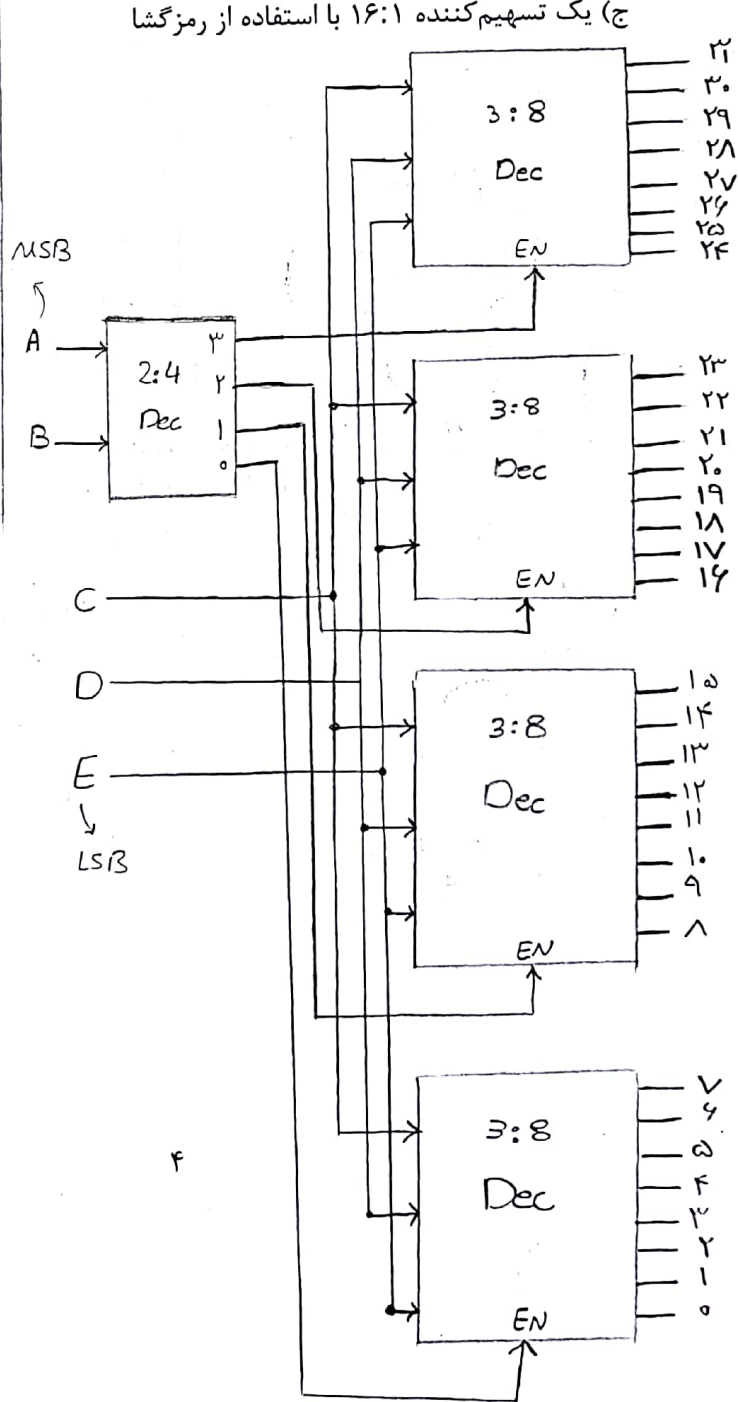 ج) یک تسهیم‌کننده ۱۶:۱ با استفاده از رمزگشا
3:8
Dec
EN
۳۱
۳۰
۲۹
۲۸
۲۷
۲۶
۲۵
۲۴
MSB
A
B
2:4
Dec
۳
۲
۱
۰
3:8
Dec
EN
۲۳
۲۲
۲۱
۲۰
۱۹
۱۸
۱۷
۱۶
C
D
E
LSB
3:8
Dec
EN
۱۵
۱۴
۱۳
۱۲
۱۱
۱۰
۹
۸
۴
3:8
Dec
EN
۷
۶
۵
۴
۳
۲
۱
۰